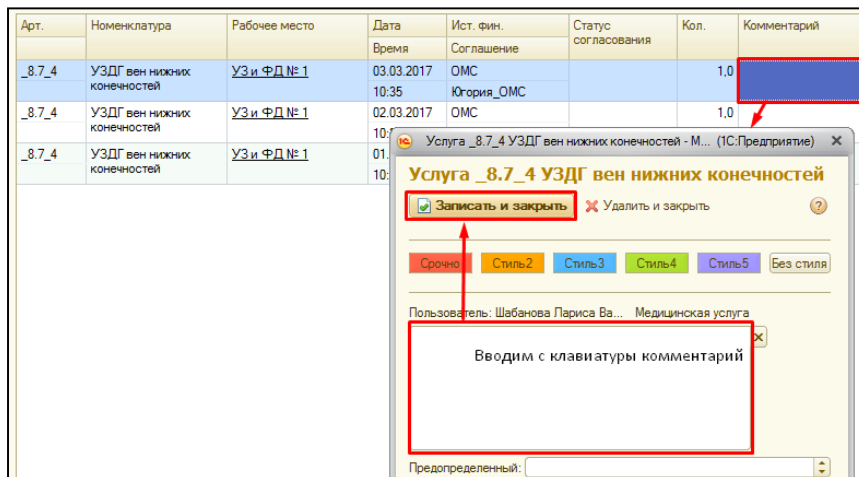 Арт. Номенклатура Рабочее место Дата Ист. фин. Статус согласования Кол. Комментарий
Время Соглашение
_8.7_4 УЗДГ вен нижних конечностей УЗ и ФД № 1 03.03.2017 ОМС 1,0
10:35 Югория_ОМС
_8.7_4 УЗДГ вен нижних конечностей УЗ и ФД № 1 02.03.2017 ОМС 1,0
10:
_8.7_4 УЗДГ вен нижних конечностей УЗ и ФД № 1 01.
10:
Услуга _8.7_4 УЗДГ вен нижних конечностей - М... (1С:Предприятие)
Услуга _8.7_4 УЗДГ вен нижних конечностей
Записать и закрыть Удалить и закрыть ?
Срочно Стиль2 Стиль3 Стиль4 Стиль5 Без стиля
Пользователь: Шабанова Лариса Ва... Медицинская услуга
Вводим с клавиатуры комментарий
Предопределенный: